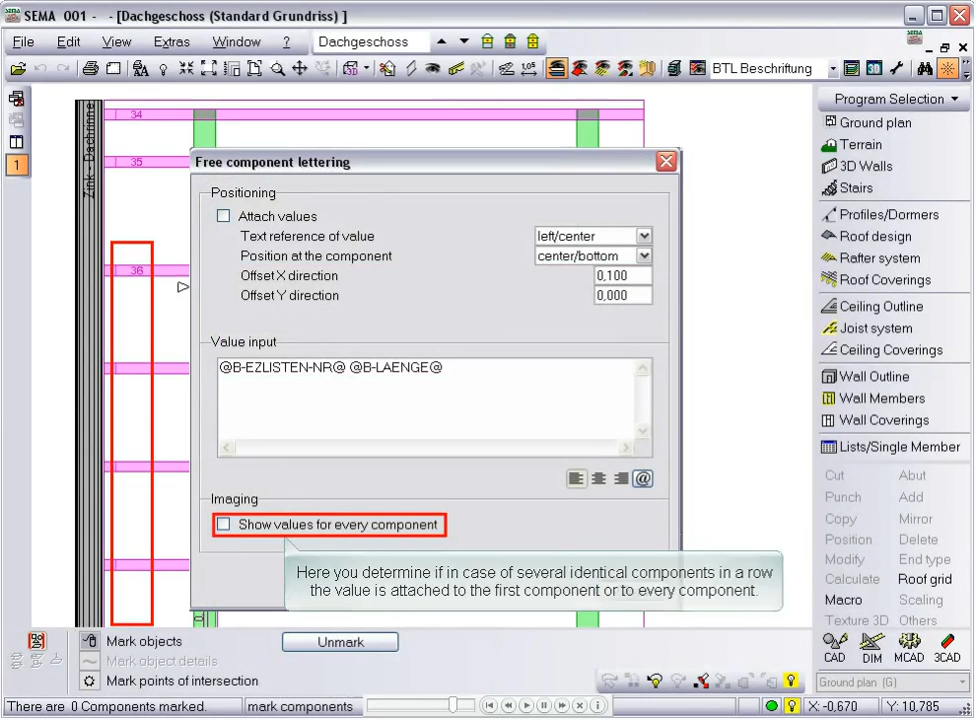 SEMA 001 - - [Dachgeschoss (Standard Grundriss) ]
File Edit View Extras Window ? Dachgeschoss
BTL Beschriftung
Program Selection
Ground plan
Terrain
3D Walls
Stairs
Profiles/Dormers
Roof design
Rafter system
Roof Coverings
Ceiling Outline
Joist system
Ceiling Coverings
Wall Outline
Wall Members
Wall Coverings
Lists/Single Member
Cut Abut
Punch Add
Copy Mirror
Position Delete
Modify End type
Calculate Roof grid
Macro Scaling
Texture 3D Others
CAD DIM MCAD 3CAD
Ground plan (G)
1
Zink - Dachrinne
34
35
36
Free component lettering
Positioning
Attach values
Text reference of value left/center
Position at the component center/bottom
Offset X direction 0,100
Offset Y direction 0,000
Value input
@B-EZLISTEN-NR@ @B-LAENGE@
@
Imaging
Show values for every component
Here you determine if in case of several identical components in a row
the value is attached to the first component or to every component.
Mark objects Unmark
Mark object details
Mark points of intersection
There are 0 Components marked. mark components X: -0,670 Y: 10,785